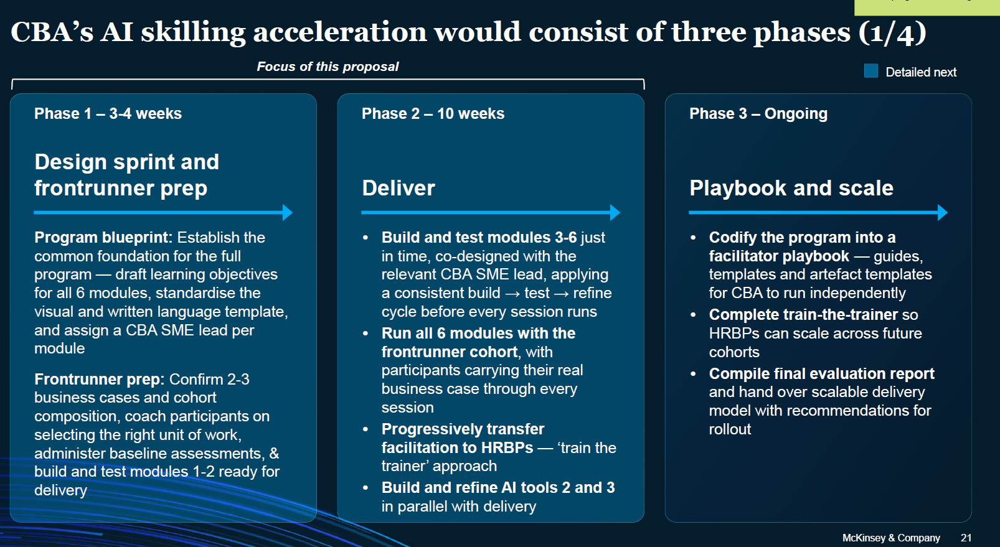 CBA’s AI skilling acceleration would consist of three phases (1/4)
Focus of this proposal
Detailed next
Phase 1 – 3-4 weeks
Design sprint and
frontrunner prep
Program blueprint: Establish the
common foundation for the full
program — draft learning objectives
for all 6 modules, standardise the
visual and written language template,
and assign a CBA SME lead per
module
Frontrunner prep: Confirm 2-3
business cases and cohort
composition, coach participants on
selecting the right unit of work,
administer baseline assessments, &
build and test modules 1-2 ready for
delivery
Phase 2 – 10 weeks
Deliver
• Build and test modules 3-6 just
in time, co-designed with the
relevant CBA SME lead, applying
a consistent build → test → refine
cycle before every session runs
• Run all 6 modules with the
frontrunner cohort, with
participants carrying their real
business case through every
session
• Progressively transfer
facilitation to HRBPs — ‘train the
trainer’ approach
• Build and refine AI tools 2 and 3
in parallel with delivery
Phase 3 – Ongoing
Playbook and scale
• Codify the program into a
facilitator playbook — guides,
templates and artefact templates
for CBA to run independently
• Complete train-the-trainer so
HRBPs can scale across future
cohorts
• Compile final evaluation report
and hand over scalable delivery
model with recommendations for
rollout
McKinsey & Company 21